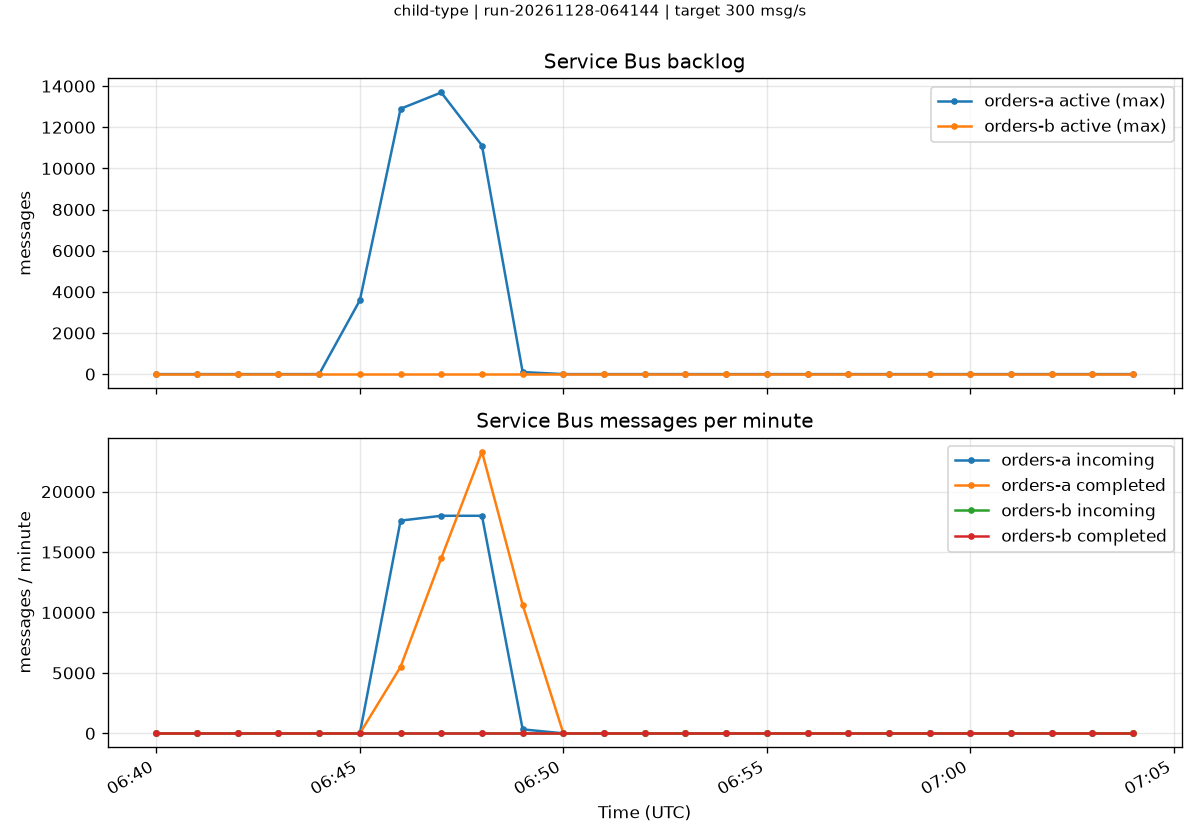 child-type | run-20261128-064144 | target 300 msg/s
Service Bus backlog
14000
12000
10000
8000
6000
4000
2000
0
messages
orders-a active (max)
orders-b active (max)
Service Bus messages per minute
20000
15000
10000
5000
0
messages / minute
orders-a incoming
orders-a completed
orders-b incoming
orders-b completed
06:40
06:45
06:50
06:55
07:00
07:05
Time (UTC)